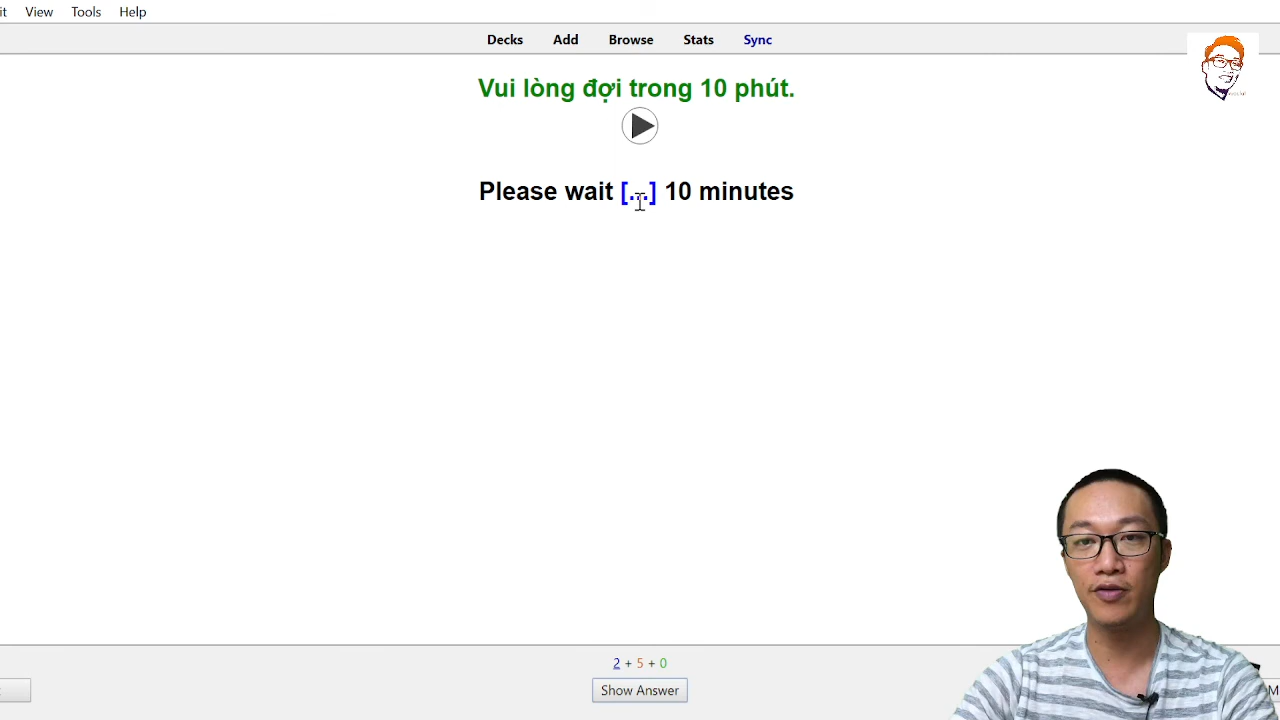 View Tools Help
Decks Add Browse Stats Sync
Vui lòng đợi trong 10 phút.
Please wait [...] 10 minutes
2 + 5 + 0
Show Answer